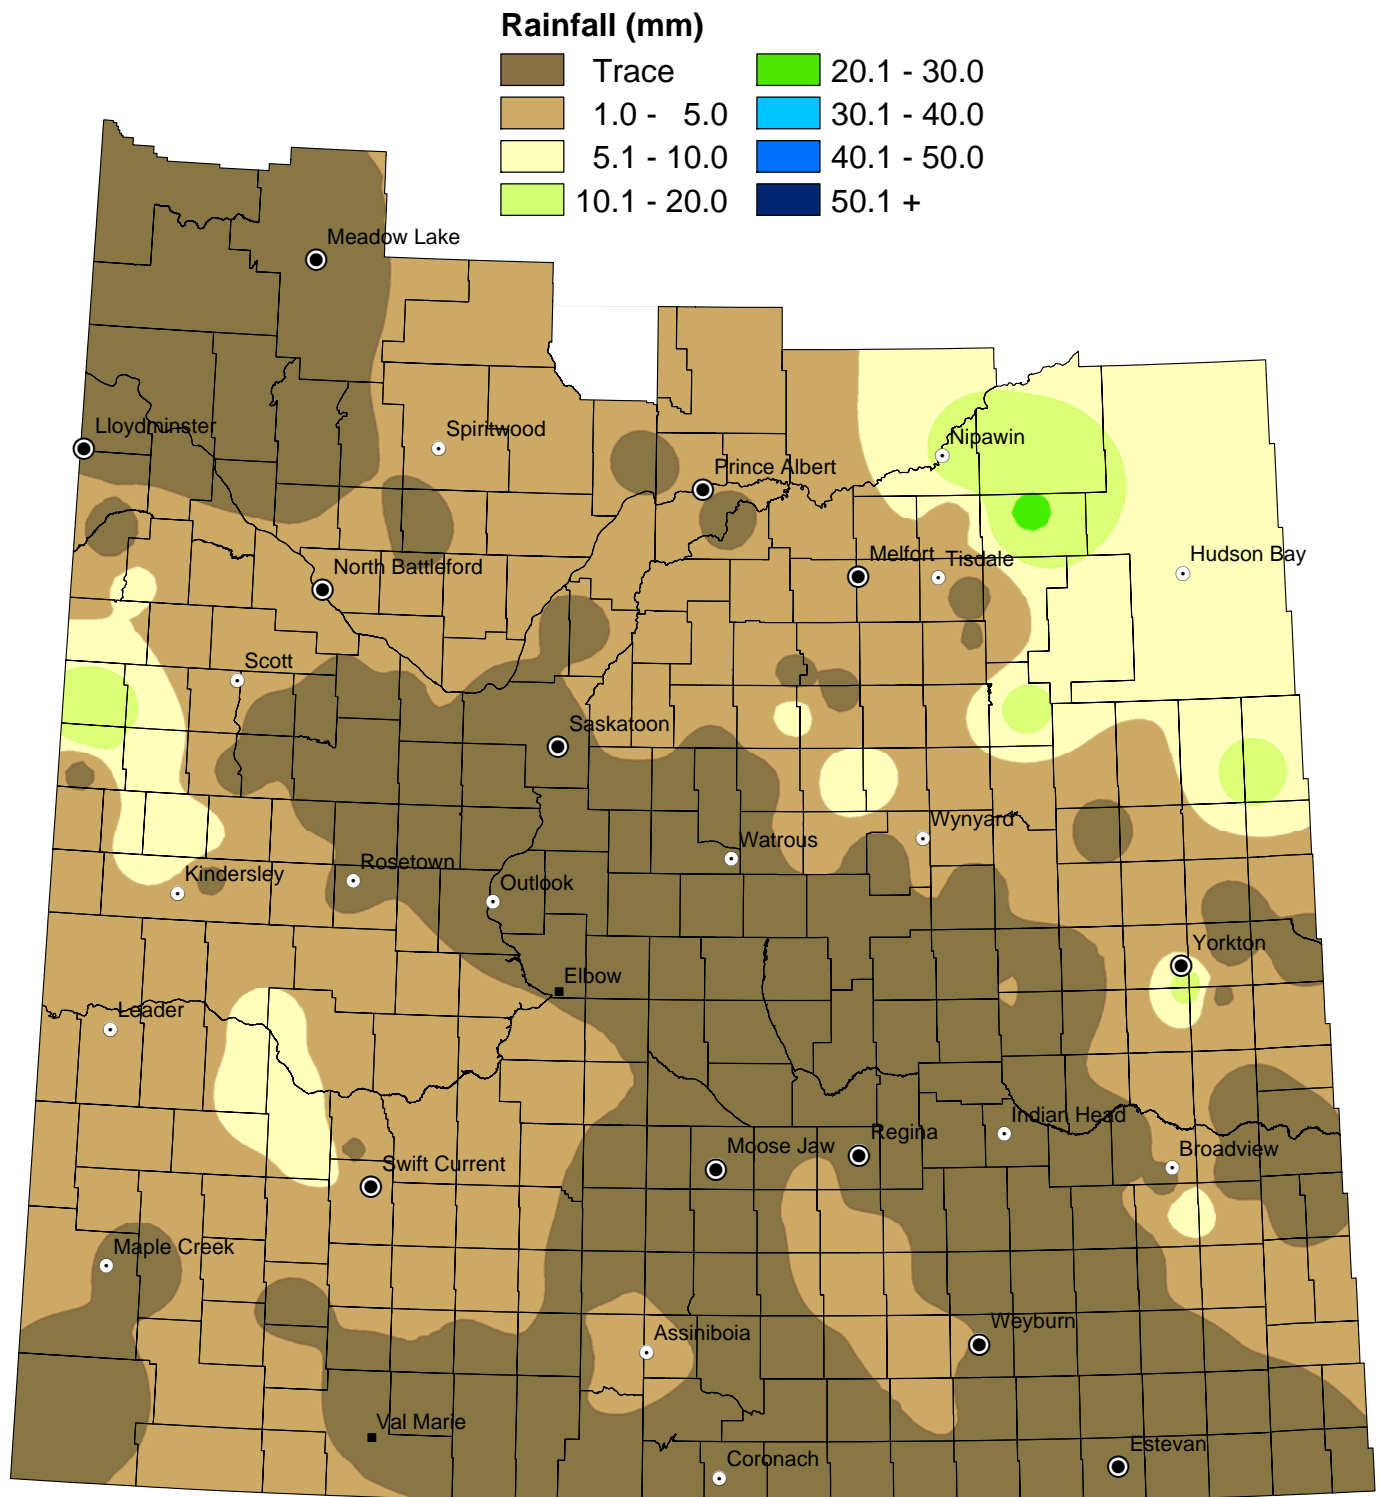 Rainfall (mm)
Trace
20.1 - 30.0
1.0 - 5.0
30.1 - 40.0
5.1 - 10.0
40.1 - 50.0
10.1 - 20.0
50.1 +
Meadow Lake
Lloydminster
Spiritwood
Nipawin
Prince Albert
Melfort
Tisdale
Hudson Bay
North Battleford
Scott
Saskatoon
Wynyard
Watrous
Rosetown
Kindersley
Outlook
Yorkton
Elbow
Leader
Indian Head
Regina
Moose Jaw
Broadview
Swift Current
Maple Creek
Weyburn
Assiniboia
Val Marie
Estevan
Coronach